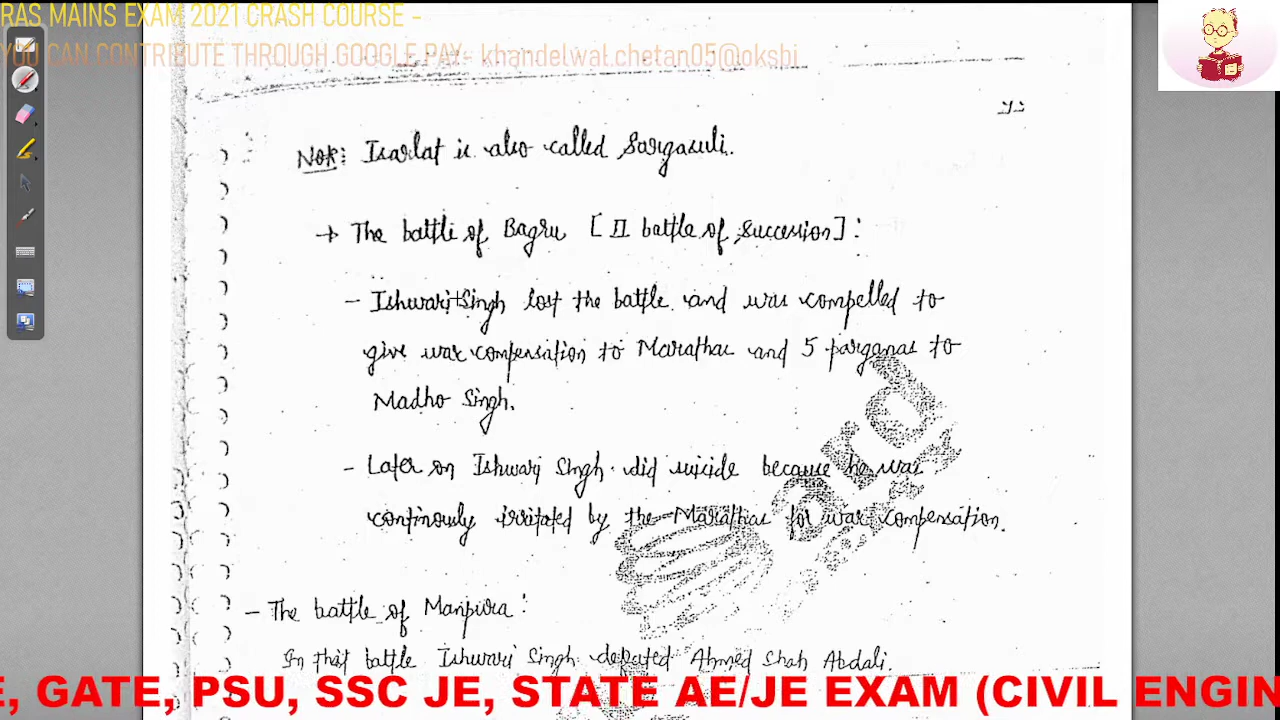 RAS MAINS EXAM 2021 CRASH COURSE -
YOU CAN CONTRIBUTE THROUGH GOOGLE PAY- khandelwal.chetan05@oksbi
Note: Isarlat is also called Sargasuli.
→ The battle of Bagru [II battle of succession]:
- Ishwari Singh lost the battle and was compelled to
give war compensation to Marathas and 5 parganas to
Madho Singh.
- Later on Ishwari Singh did suicide because he was
continously irritated by the Marathas for war compensation.
- The battle of Manpura:
In that battle Ishwari Singh defeated Ahmed Shah Abdali.
E, GATE, PSU, SSC JE, STATE AE/JE EXAM (CIVIL ENGIN